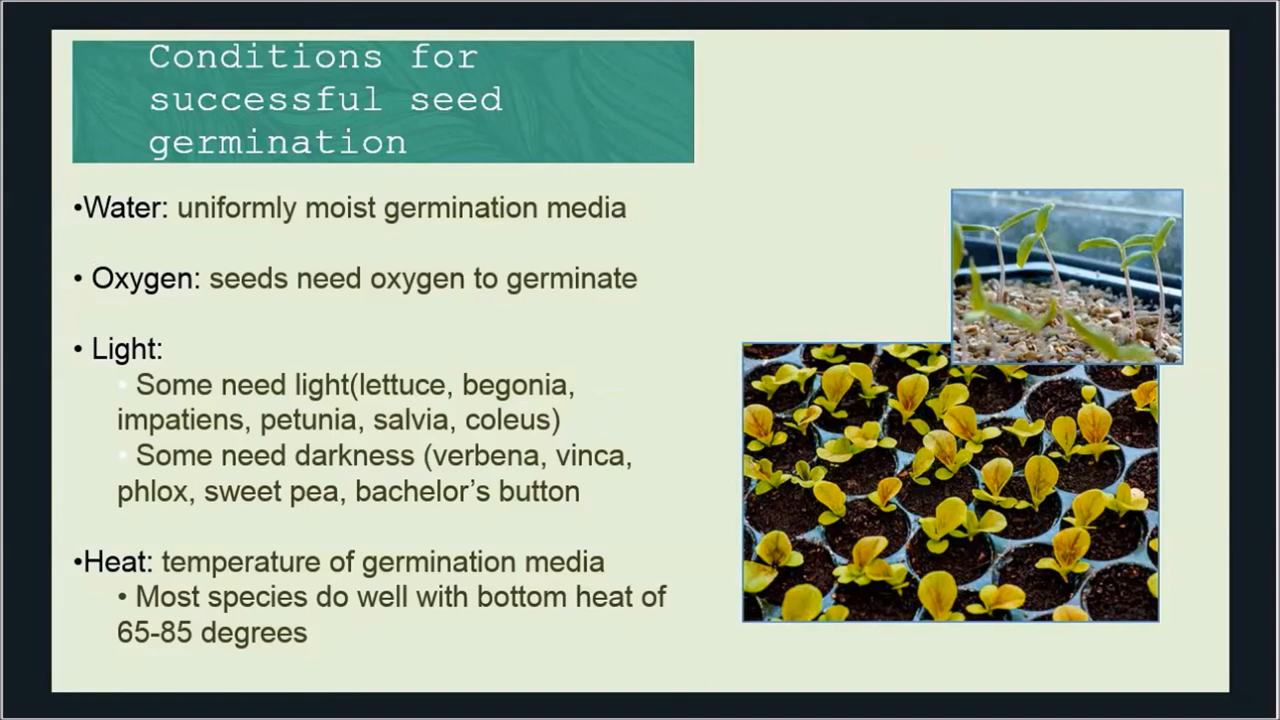 Conditions for
successful seed
germination
•Water: uniformly moist germination media
• Oxygen: seeds need oxygen to germinate
• Light:
• Some need light(lettuce, begonia,
impatiens, petunia, salvia, coleus)
• Some need darkness (verbena, vinca,
phlox, sweet pea, bachelor’s button
•Heat: temperature of germination media
• Most species do well with bottom heat of
65-85 degrees